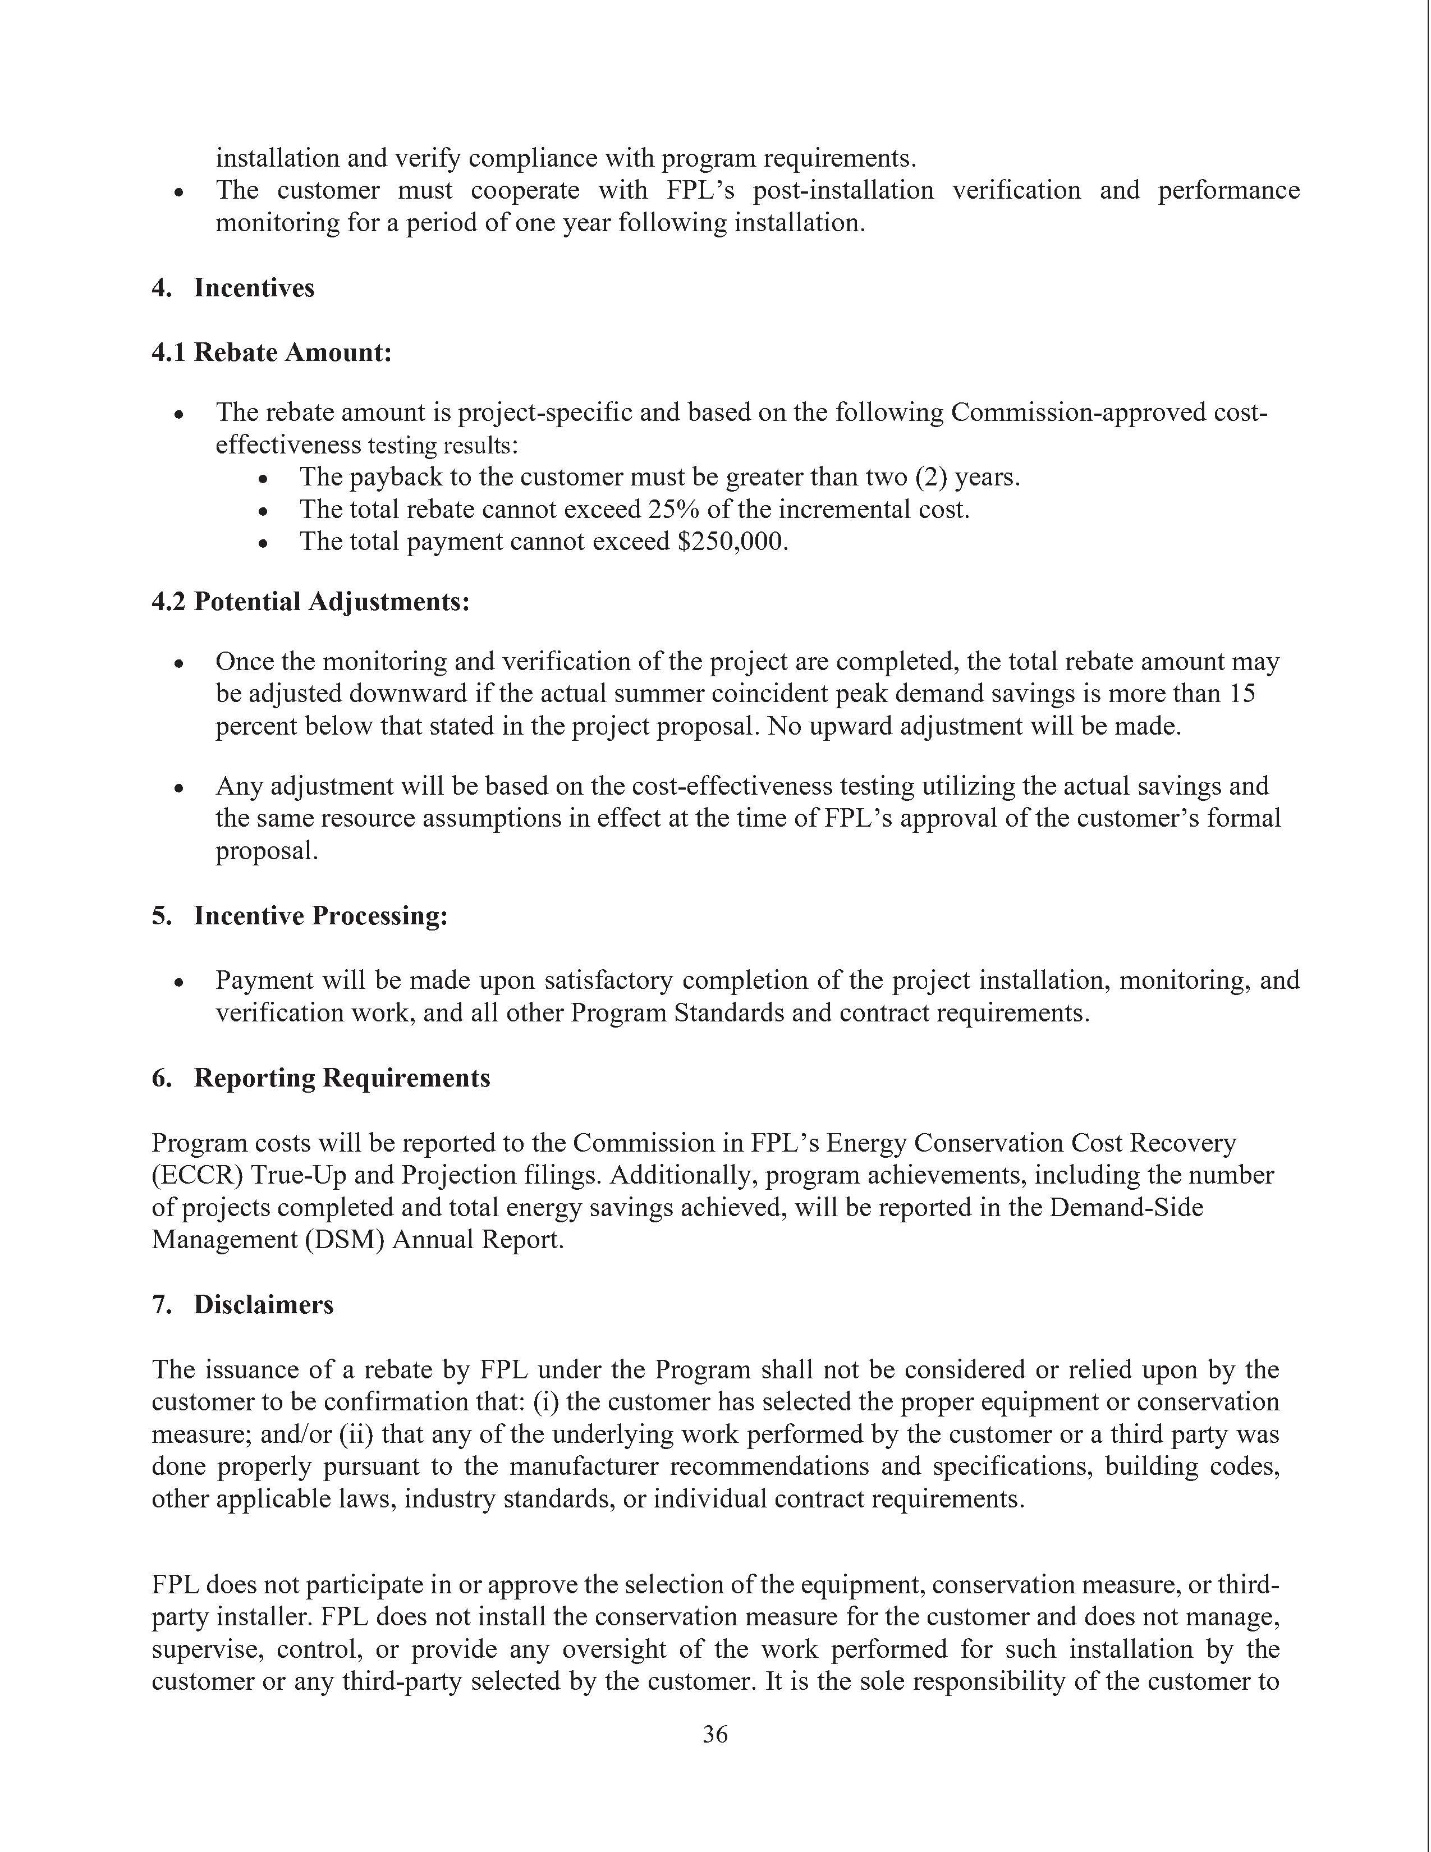 installation and verify compliance with program requirements.
• The customer must cooperate with FPL’s post-installation verification and performance
monitoring for a period of one year following installation.
4. Incentives
4.1 Rebate Amount:
• The rebate amount is project-specific and based on the following Commission-approved cost-
effectiveness testing results:
• The payback to the customer must be greater than two (2) years.
• The total rebate cannot exceed 25% of the incremental cost.
• The total payment cannot exceed $250,000.
4.2 Potential Adjustments:
• Once the monitoring and verification of the project are completed, the total rebate amount may
be adjusted downward if the actual summer coincident peak demand savings is more than 15
percent below that stated in the project proposal. No upward adjustment will be made.
• Any adjustment will be based on the cost-effectiveness testing utilizing the actual savings and
the same resource assumptions in effect at the time of FPL’s approval of the customer’s formal
proposal.
5. Incentive Processing:
• Payment will be made upon satisfactory completion of the project installation, monitoring, and
verification work, and all other Program Standards and contract requirements.
6. Reporting Requirements
Program costs will be reported to the Commission in FPL’s Energy Conservation Cost Recovery
(ECCR) True-Up and Projection filings. Additionally, program achievements, including the number
of projects completed and total energy savings achieved, will be reported in the Demand-Side
Management (DSM) Annual Report.
7. Disclaimers
The issuance of a rebate by FPL under the Program shall not be considered or relied upon by the
customer to be confirmation that: (i) the customer has selected the proper equipment or conservation
measure; and/or (ii) that any of the underlying work performed by the customer or a third party was
done properly pursuant to the manufacturer recommendations and specifications, building codes,
other applicable laws, industry standards, or individual contract requirements.
FPL does not participate in or approve the selection of the equipment, conservation measure, or third-
party installer. FPL does not install the conservation measure for the customer and does not manage,
supervise, control, or provide any oversight of the work performed for such installation by the
customer or any third-party selected by the customer. It is the sole responsibility of the customer to
36